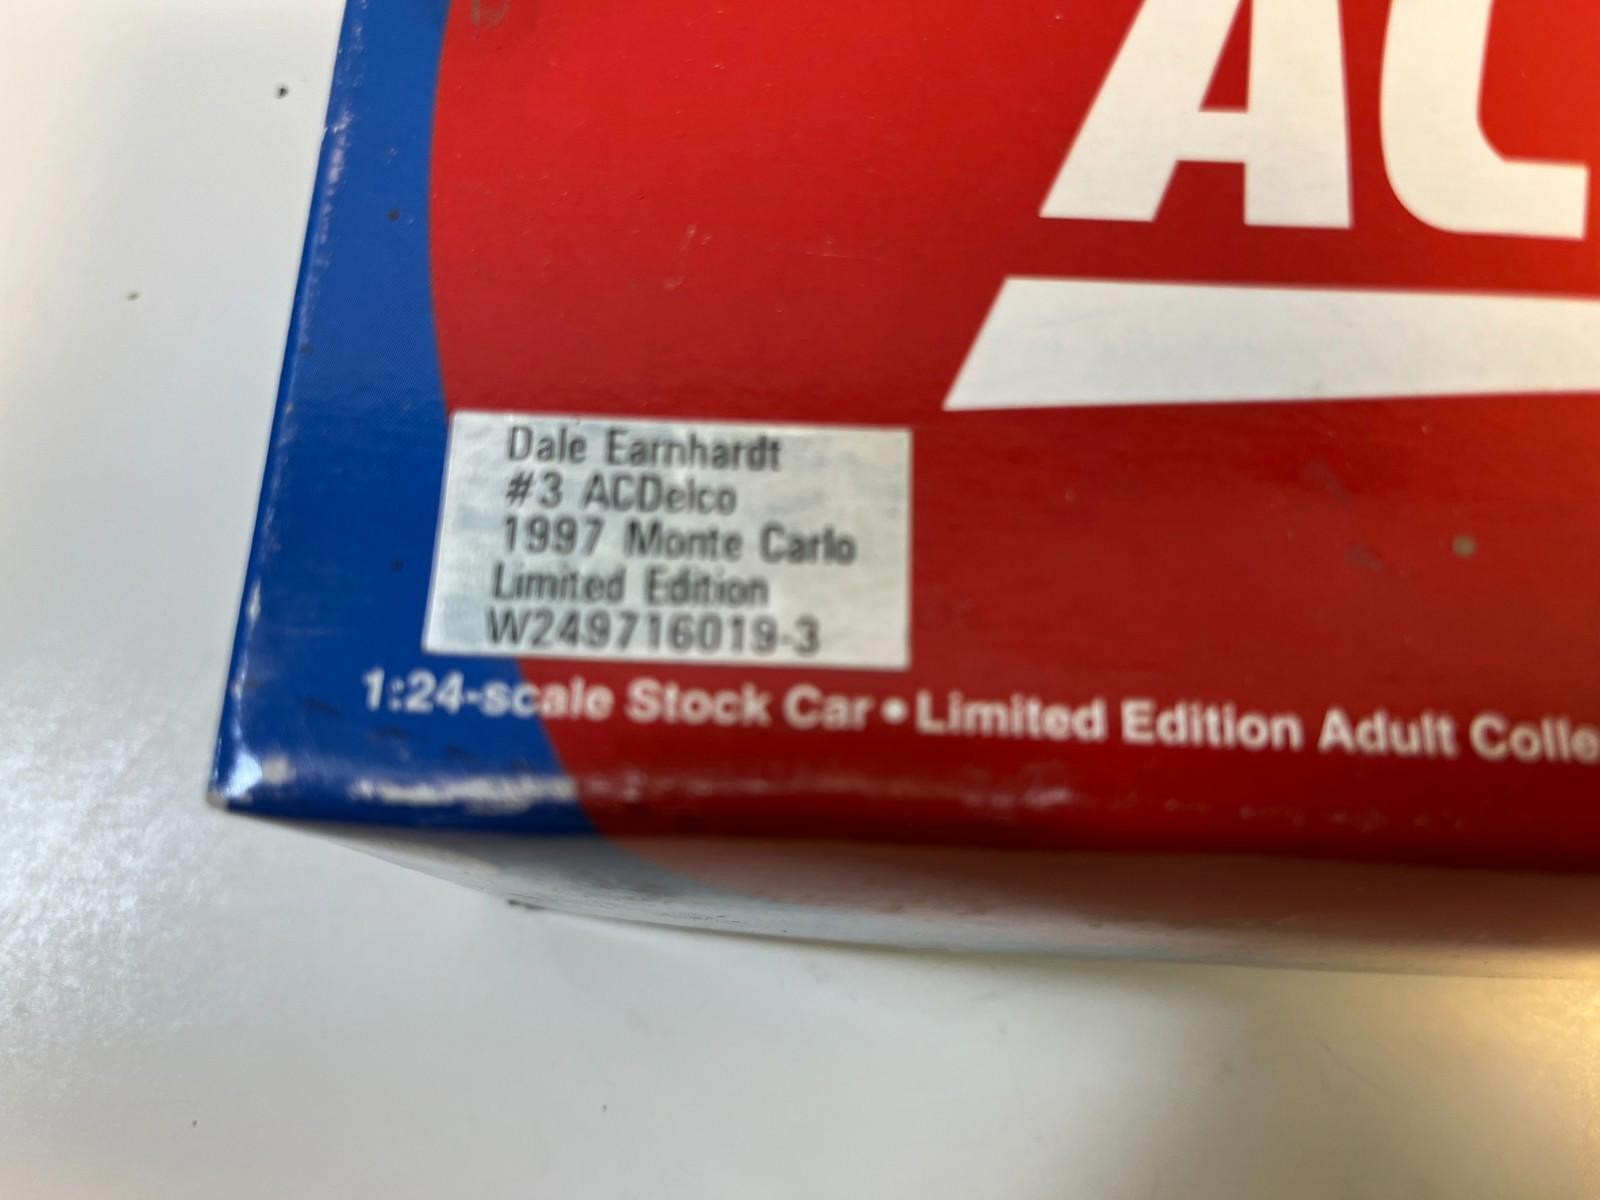 AC
Dale Earnhardt
#3 ACDelco
1997 Monte Carlo
Limited Edition
W249716019-3
1:24-scale Stock Car • Limited Edition Adult Colle